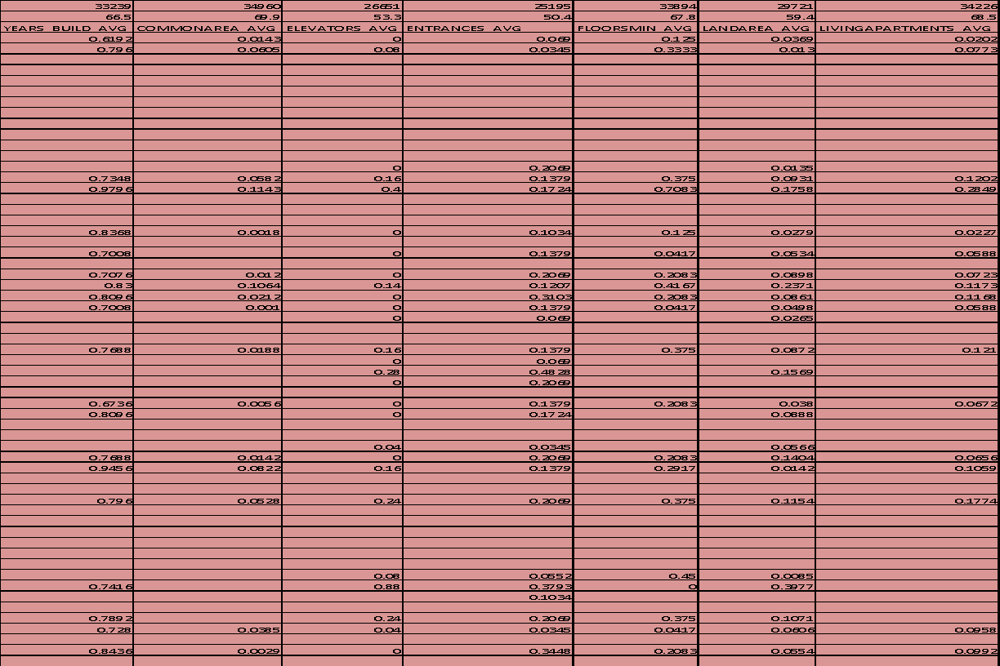 33239 34960 26651 25195 33894 29721 34226
66.5 69.9 53.3 50.4 67.8 59.4 68.5
YEARS_BUILD_AVG COMMONAREA_AVG ELEVATORS_AVG ENTRANCES_AVG FLOORSMIN_AVG LANDAREA_AVG LIVINGAPARTMENTS_AVG
0.6192 0.0143 0 0.069 0.125 0.0369 0.0202
0.796 0.0605 0.08 0.0345 0.3333 0.013 0.0773
0 0.2069 0.0135
0.7348 0.0582 0.16 0.1379 0.375 0.0931 0.1202
0.9796 0.1143 0.4 0.1724 0.7083 0.1758 0.2849
0.8368 0.0018 0 0.1034 0.125 0.0279 0.0227
0.7008 0 0.1379 0.0417 0.0534 0.0588
0.7076 0.012 0 0.2069 0.2083 0.0898 0.0723
0.83 0.1064 0.14 0.1207 0.4167 0.2371 0.1173
0.8096 0.0212 0 0.3103 0.2083 0.0861 0.1168
0.7008 0.001 0 0.1379 0.0417 0.0498 0.0588
0 0.069 0.0265
0.7688 0.0188 0.16 0.1379 0.375 0.0872 0.121
0 0.069
0.28 0.4828 0.1569
0 0.2069
0.6736 0.0056 0 0.1379 0.2083 0.038 0.0672
0.8096 0 0.1724 0.0888
0.04 0.0345 0.0566
0.7688 0.0142 0 0.2069 0.2083 0.1404 0.0656
0.9456 0.0822 0.16 0.1379 0.2917 0.0142 0.1059
0.796 0.0528 0.24 0.2069 0.375 0.1154 0.1774
0.08 0.0552 0.45 0.0085
0.7416 0.88 0.3793 0 0.3977
0.1034
0.7892 0.24 0.2069 0.375 0.1071
0.728 0.0385 0.04 0.0345 0.0417 0.0606 0.0958
0.8436 0.0029 0 0.3448 0.2083 0.0554 0.0992